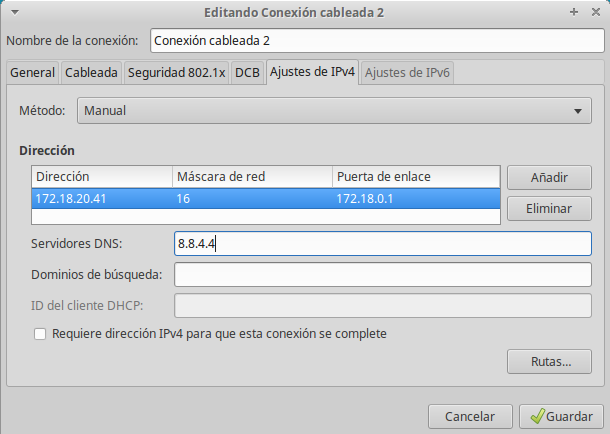 Editando Conexión cableada 2
Nombre de la conexión: Conexión cableada 2
General Cableada Seguridad 802.1x DCB Ajustes de IPv4 Ajustes de IPv6
Método: Manual
Dirección
Dirección Máscara de red Puerta de enlace Añadir
172.18.20.41 16 172.18.0.1 Eliminar
Servidores DNS: 8.8.4.4
Dominios de búsqueda:
ID del cliente DHCP:
Requiere dirección IPv4 para que esta conexión se complete
Rutas...
Cancelar Guardar